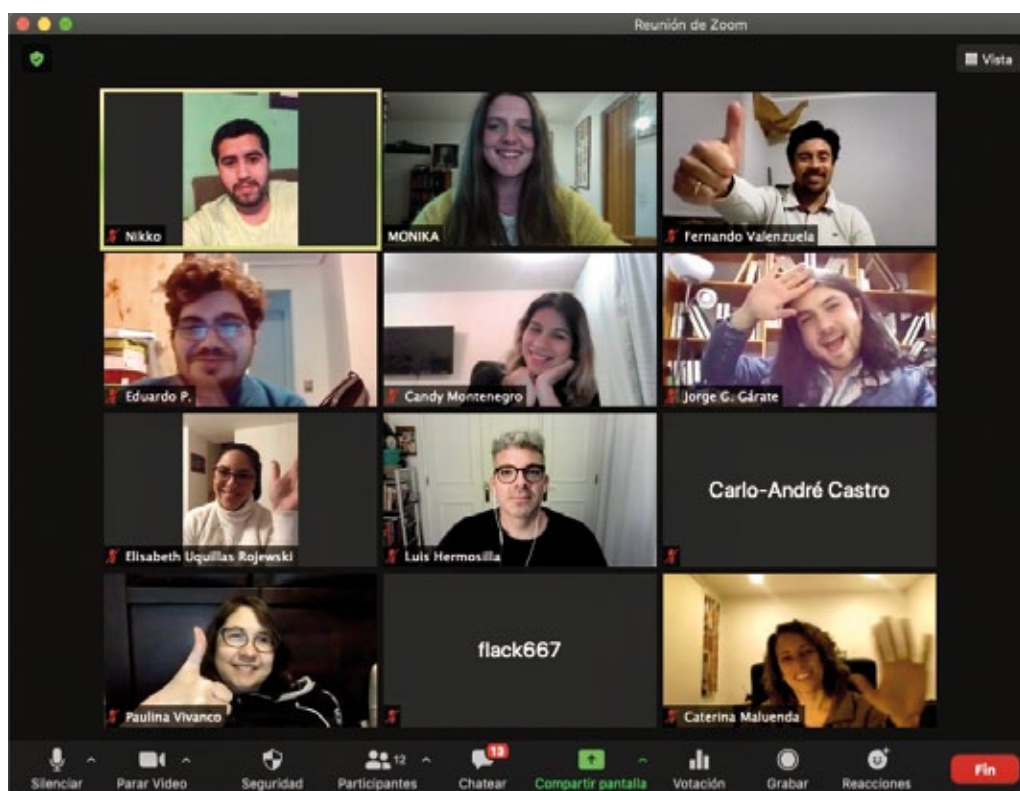 Reunión de Zoom
Vista
Nikko
MONIKA
Fernando Valenzuela
Eduardo P.
Candy Montenegro
Jorge G. Gárate
Elisabeth Uquillas Rojewski
Luis Hermosilla
Carlo-André Castro
Paulina Vivanco
flack667
Caterina Maluenda
12
13
Silenciar
Parar Video
Seguridad
Participantes
Chatear
Compartir pantalla
Votación
Grabar
Reacciones
Fin